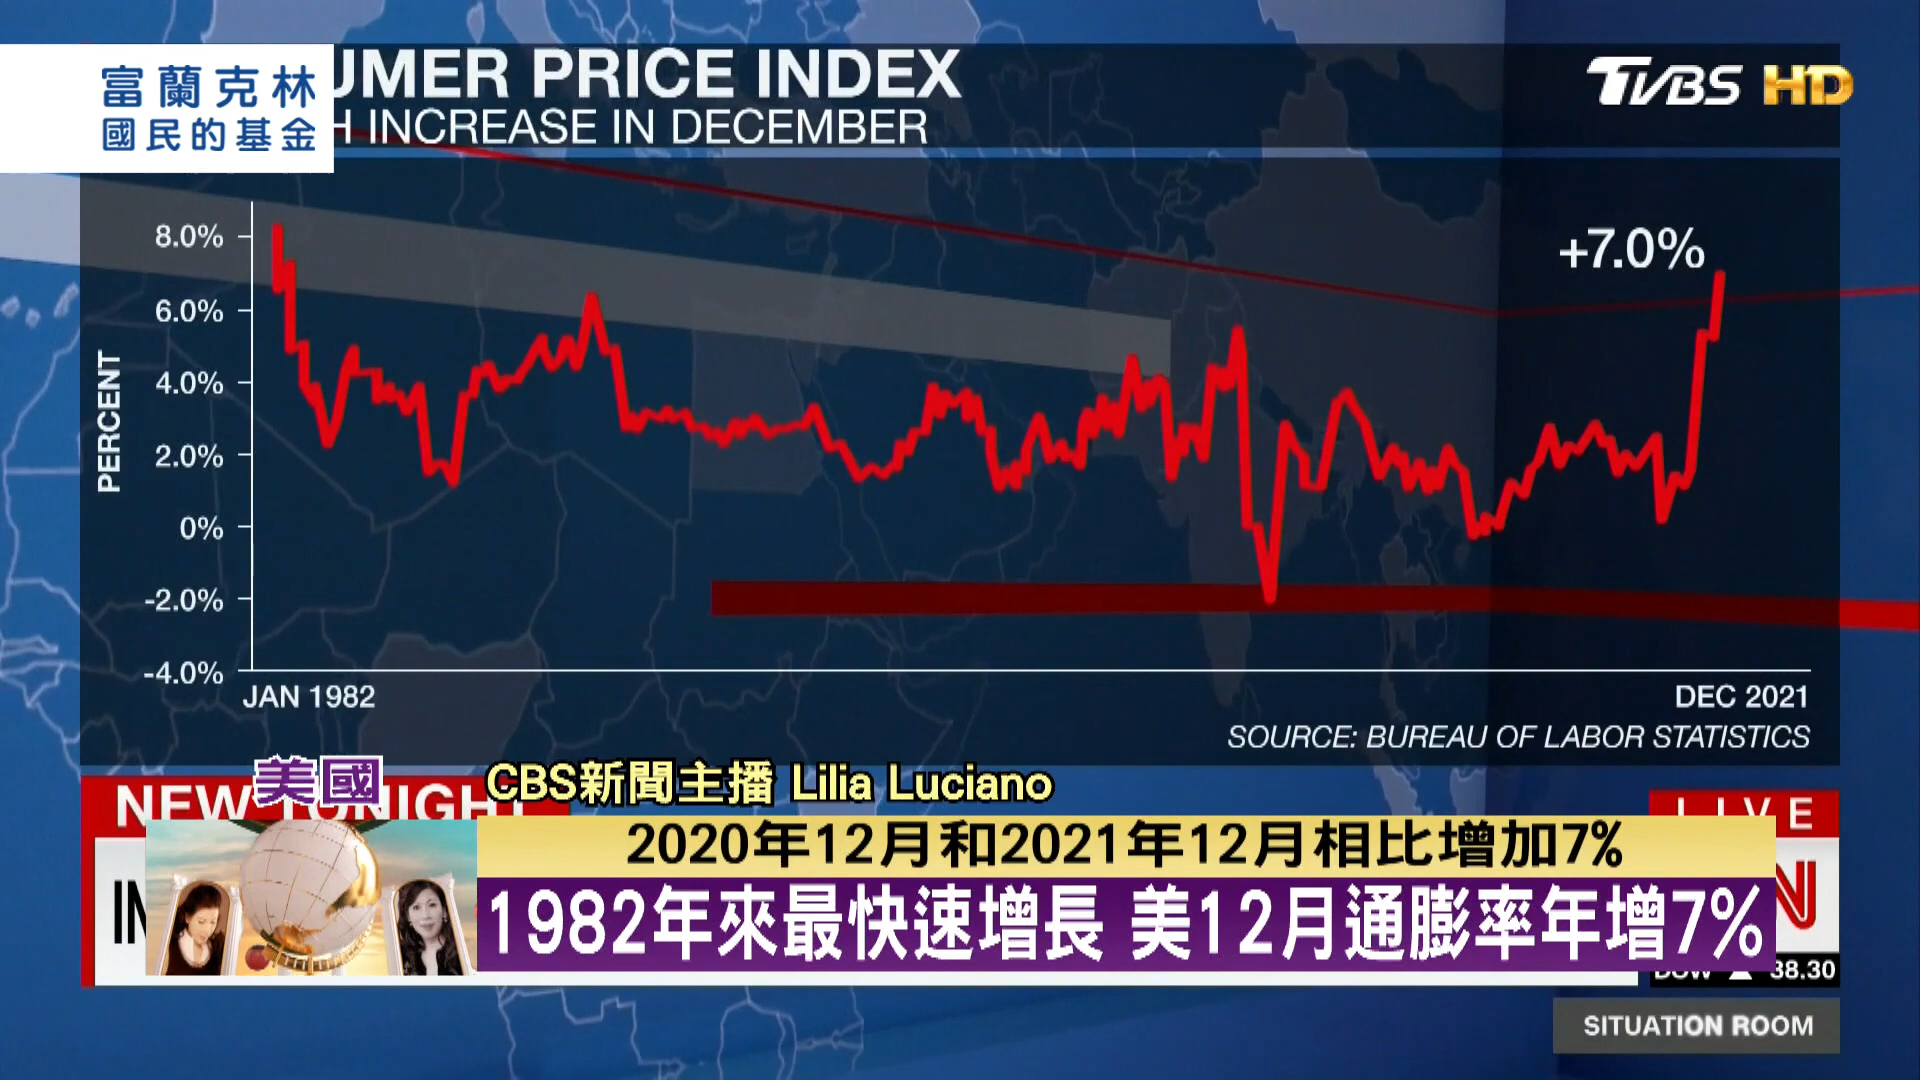 富蘭克林
國民的基金
UMER PRICE INDEX
H INCREASE IN DECEMBER
TVBS HD
8.0%
6.0%
4.0%
2.0%
0%
-2.0%
-4.0%
PERCENT
+7.0%
JAN 1982
DEC 2021
SOURCE: BUREAU OF LABOR STATISTICS
美國
CBS新聞主播 Lilia Luciano
NEW TONIGHT
LIVE
2020年12月和2021年12月相比增加7%
1982年來最快速增長 美12月通膨率年增7%
IN
N
DOW ▲ 38.30
SITUATION ROOM